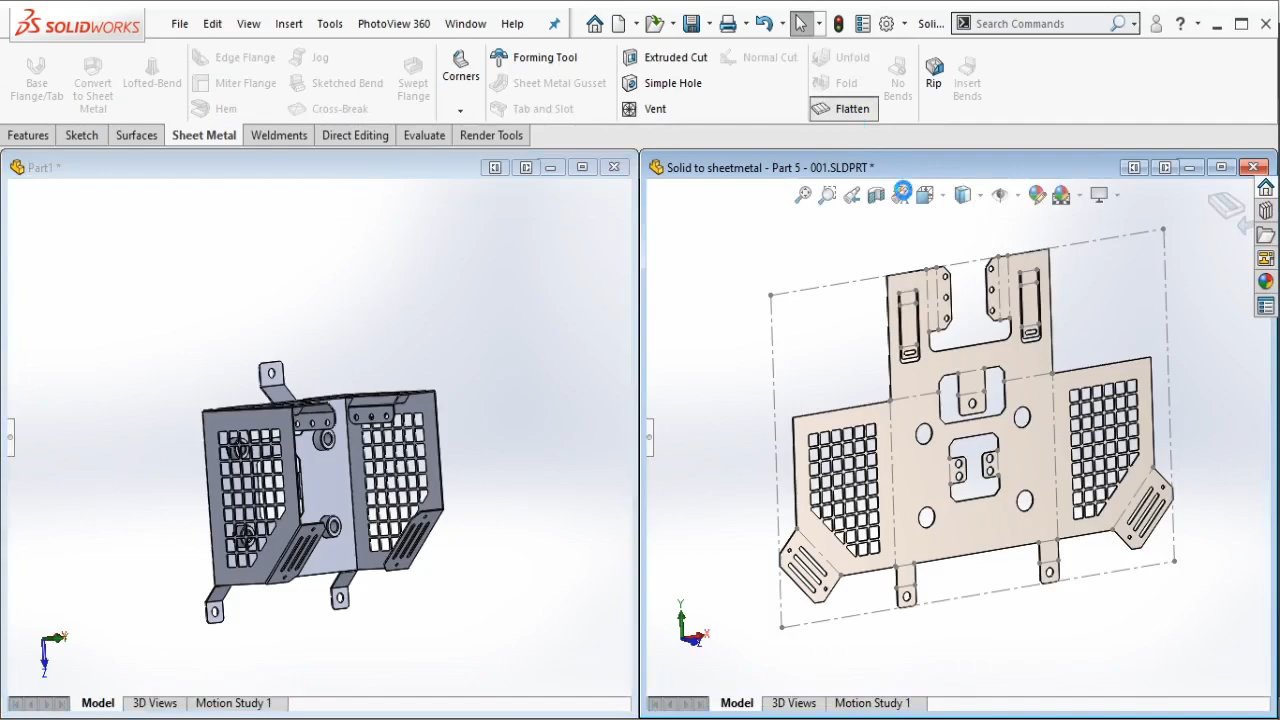 SOLIDWORKS File Edit View Insert Tools PhotoView 360 Window Help Soli... Search Commands ?
Base Flange/Tab
Convert to Sheet Metal
Lofted-Bend
Edge Flange
Miter Flange
Hem
Jog
Sketched Bend
Cross-Break
Swept Flange
Corners
Forming Tool
Sheet Metal Gusset
Tab and Slot
Extruded Cut
Simple Hole
Vent
Normal Cut
Unfold
Fold
Flatten
No Bends
Rip
Insert Bends
Features Sketch Surfaces Sheet Metal Weldments Direct Editing Evaluate Render Tools
Part1 *
Solid to sheetmetal - Part 5 - 001.SLDPRT *
Y
Z
Y
X
Z
Model 3D Views Motion Study 1
Model 3D Views Motion Study 1